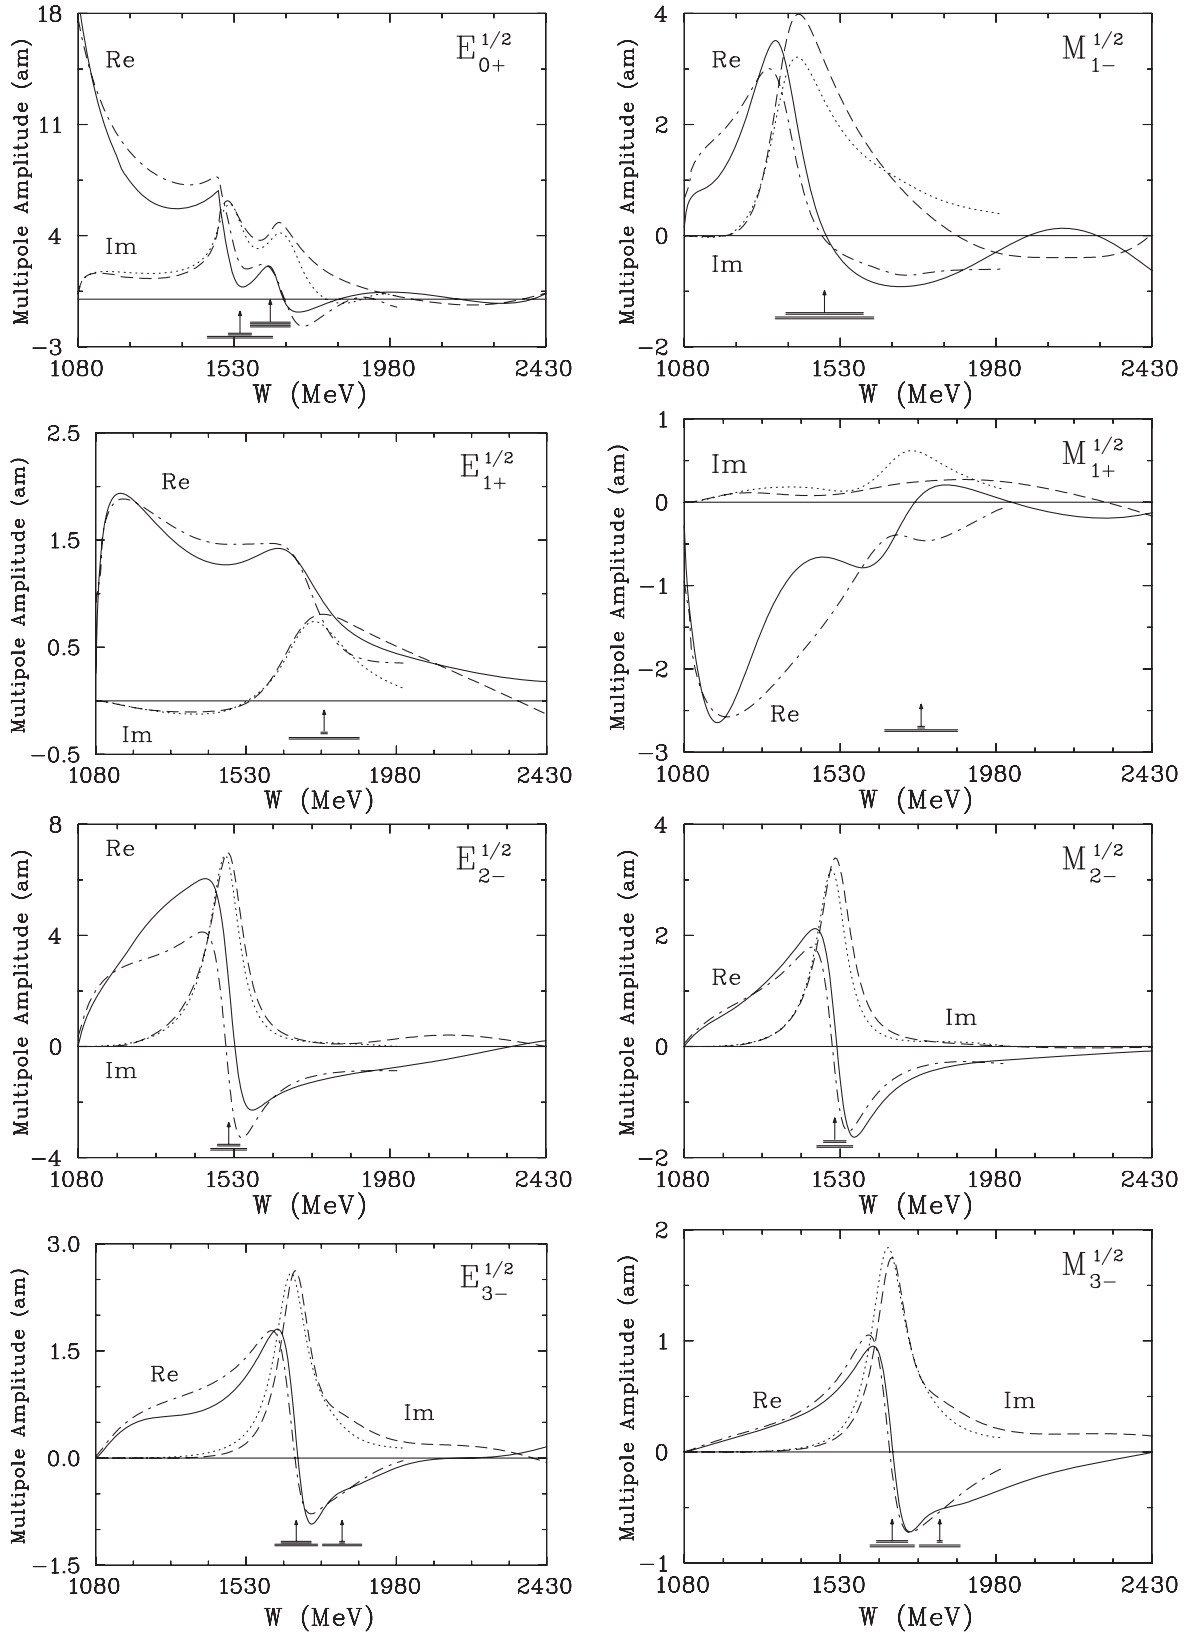 18
11
4
−3
Multipole Amplitude (am)
Re
Im
E 1/2 0+
1080 1530 1980 2430
W (MeV)
4
2
0
−2
Multipole Amplitude (am)
Re
Im
M 1/2 1−
1080 1530 1980 2430
W (MeV)
2.5
1.5
0.5
−0.5
Multipole Amplitude (am)
Re
Im
E 1/2 1+
1080 1530 1980 2430
W (MeV)
1
0
−1
−2
−3
Multipole Amplitude (am)
Im
Re
M 1/2 1+
1080 1530 1980 2430
W (MeV)
8
4
0
−4
Multipole Amplitude (am)
Re
Im
E 1/2 2−
1080 1530 1980 2430
W (MeV)
4
2
0
−2
Multipole Amplitude (am)
Re
Im
M 1/2 2−
1080 1530 1980 2430
W (MeV)
3.0
1.5
0.0
−1.5
Multipole Amplitude (am)
Re
Im
E 1/2 3−
1080 1530 1980 2430
W (MeV)
2
1
0
−1
Multipole Amplitude (am)
Re
Im
M 1/2 3−
1080 1530 1980 2430
W (MeV)